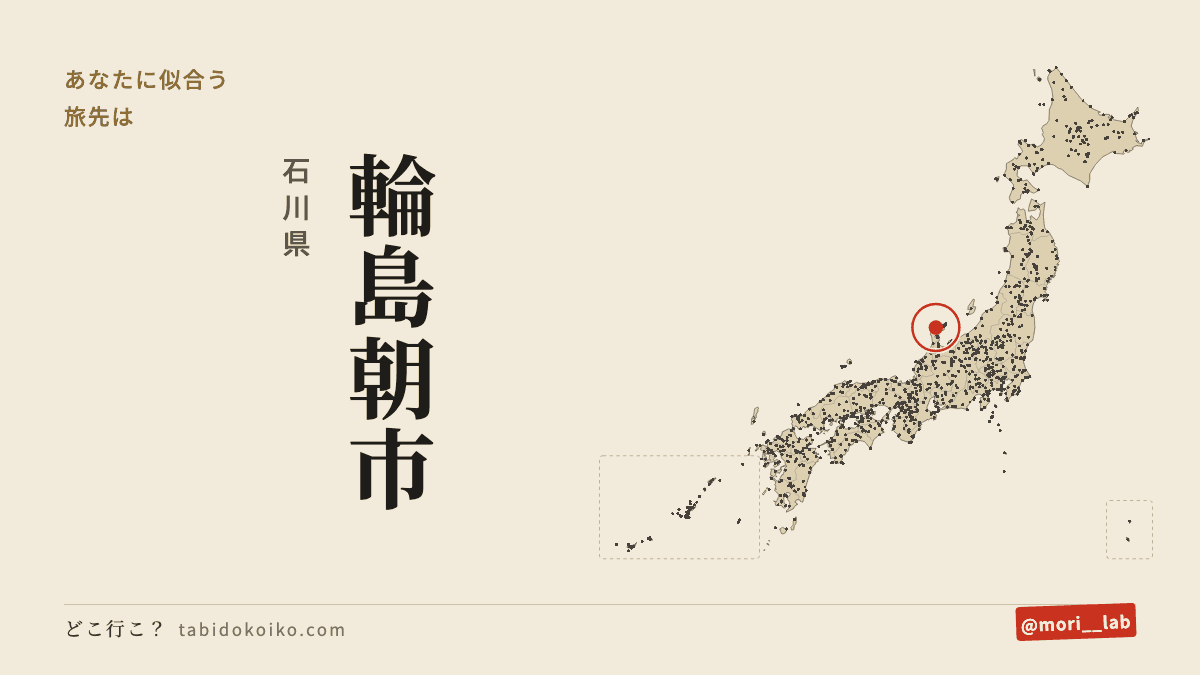 あなたに似合う
旅先は
輪島朝市
石川県
どこ行こ？ tabidokoiko.com
@mori__lab